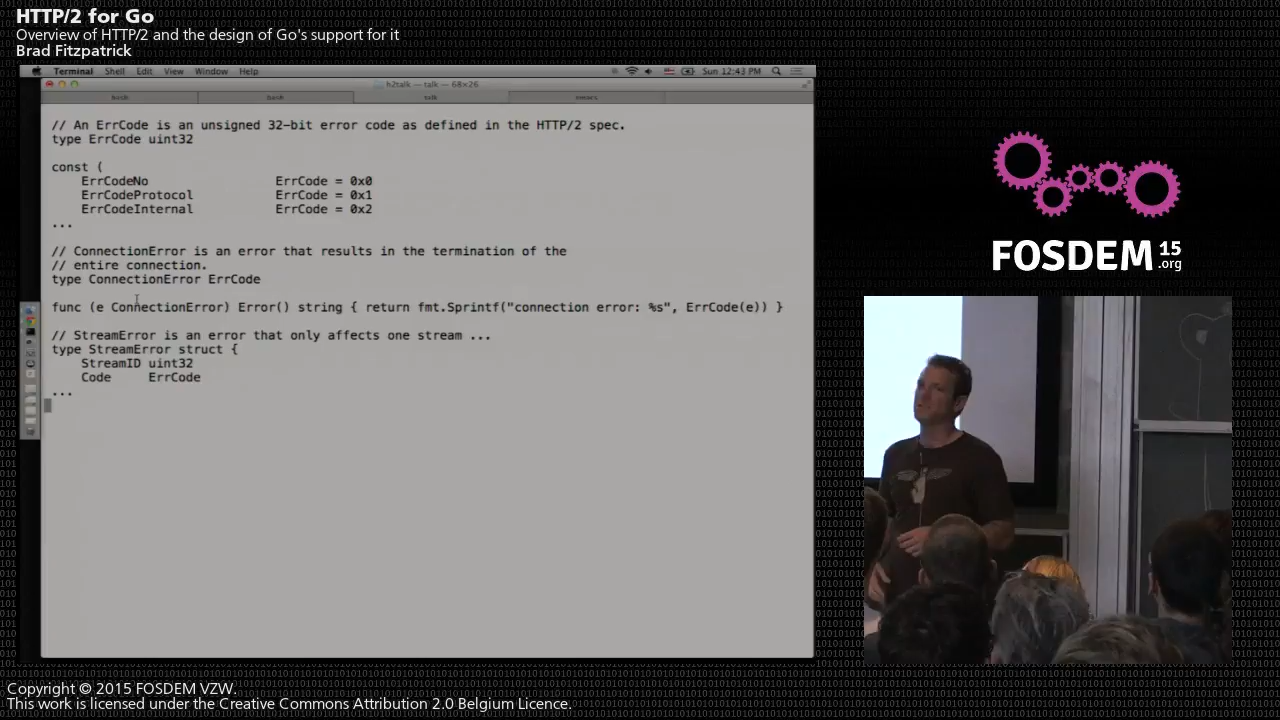 HTTP/2 for Go
Overview of HTTP/2 and the design of Go's support for it
Brad Fitzpatrick
Terminal Shell Edit View Window Help
Sun 12:43 PM
h2talk — talk — 68×26
bash bash talk
// An ErrCode is an unsigned 32-bit error code as defined in the HTTP/2 spec.
type ErrCode uint32
const (
ErrCodeNo ErrCode = 0x0
ErrCodeProtocol ErrCode = 0x1
ErrCodeInternal ErrCode = 0x2
...
// ConnectionError is an error that results in the termination of the
// entire connection.
type ConnectionError ErrCode
func (e ConnectionError) Error() string { return fmt.Sprintf("connection error: %s", ErrCode(e)) }
// StreamError is an error that only affects one stream ...
type StreamError struct {
StreamID uint32
Code ErrCode
...
FOSDEM 15
.org
Copyright © 2015 FOSDEM VZW.
This work is licensed under the Creative Commons Attribution 2.0 Belgium Licence.